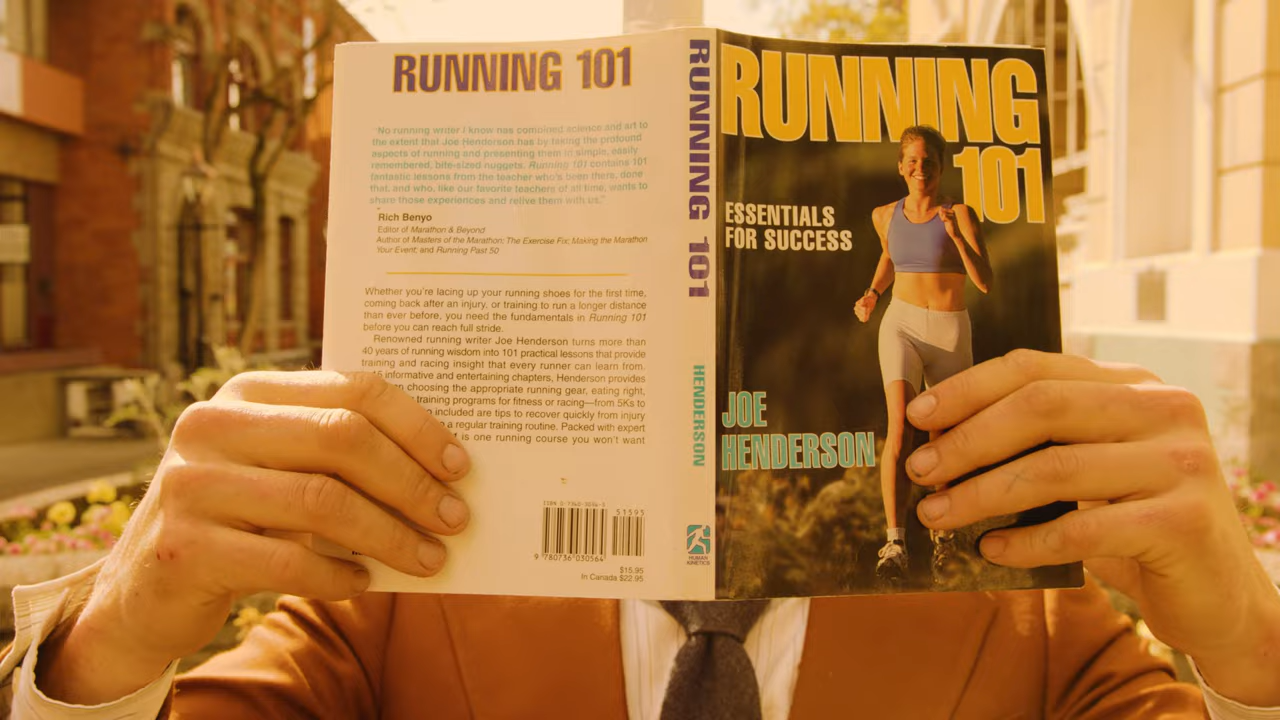 RUNNING 101
"No running writer I know has combined science and art to
the extent that Joe Henderson has by taking the profound
aspects of running and presenting them in simple, easily
remembered, bite-sized nuggets. Running 101 contains 101
fantastic lessons from the teacher who's been there, done
that, and who, like our favorite teachers of all time, wants to
share those experiences and relive them with us."
Rich Benyo
Editor of Marathon & Beyond
Author of Masters of the Marathon; The Exercise Fix; Making the Marathon
Your Event; and Running Past 50
Whether you're lacing up your running shoes for the first time,
coming back after an injury, or training to run a longer distance
than ever before, you need the fundamentals in Running 101
before you can reach full stride.
Renowned running writer Joe Henderson turns more than
40 years of running wisdom into 101 practical lessons that provide
training and racing insight that every runner can learn from.
15 informative and entertaining chapters, Henderson provides
choosing the appropriate running gear, eating right,
training programs for fitness or racing—from 5Ks to
included are tips to recover quickly from injury
a regular training routine. Packed with expert
is one running course you won't want
ISBN 0-7360-3056-3
51595
9 780736 030564
$15.95
In Canada $22.95
RUNNING 101
HENDERSON
HUMAN
KINETICS
RUNNING
101
ESSENTIALS
FOR SUCCESS
JOE
HENDERSON